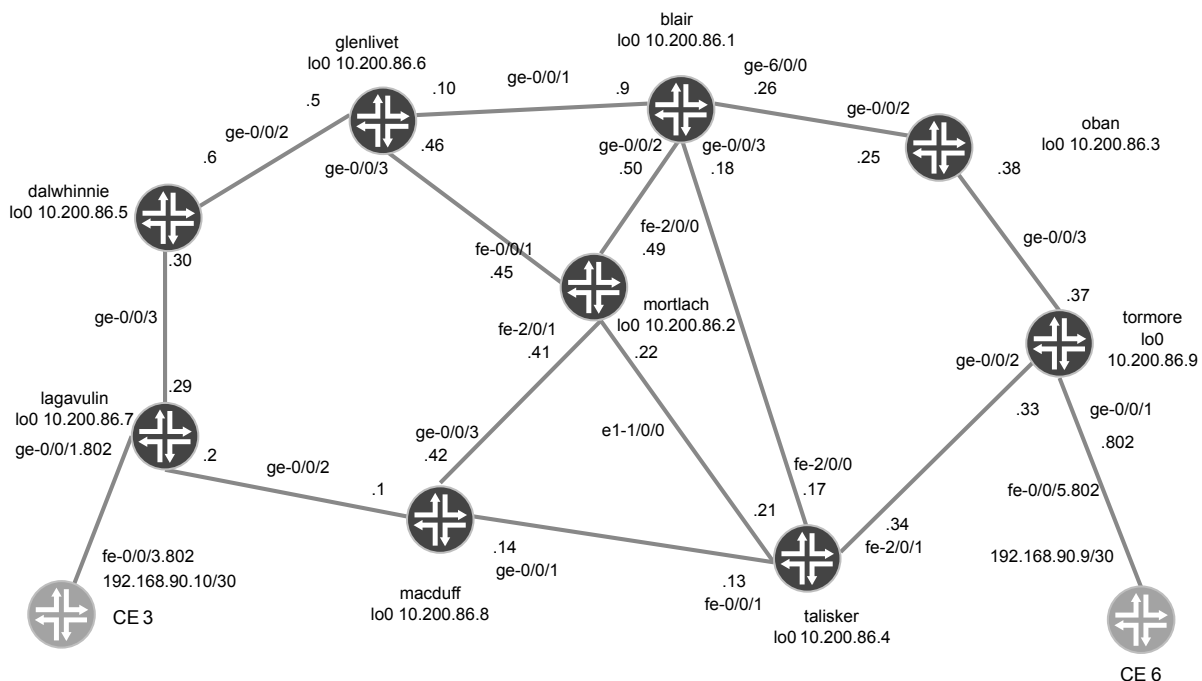 blair
lo0 10.200.86.1
glenlivet
lo0 10.200.86.6
ge-0/0/1
ge-6/0/0
.10
.9
.26
.5
ge-0/0/2
ge-0/0/2
oban
lo0 10.200.86.3
.6
.46
ge-0/0/3
ge-0/0/2
.50
ge-0/0/3
.18
.25
.38
dalwhinnie
lo0 10.200.86.5
.30
fe-0/0/1
.45
fe-2/0/0
.49
ge-0/0/3
mortlach
lo0 10.200.86.2
.37
tormore
lo0
10.200.86.9
ge-0/0/3
fe-2/0/1
.41
.22
ge-0/0/2
.29
lagavulin
lo0 10.200.86.7
ge-0/0/1.802
.33
ge-0/0/1
.802
.2
ge-0/0/2
ge-0/0/3
.42
e1-1/0/0
fe-2/0/0
.17
.1
.21
fe-0/0/5.802
.14
ge-0/0/1
.34
fe-2/0/1
fe-0/0/3.802
192.168.90.10/30
192.168.90.9/30
.13
fe-0/0/1
CE 3
macduff
lo0 10.200.86.8
talisker
lo0 10.200.86.4
CE 6